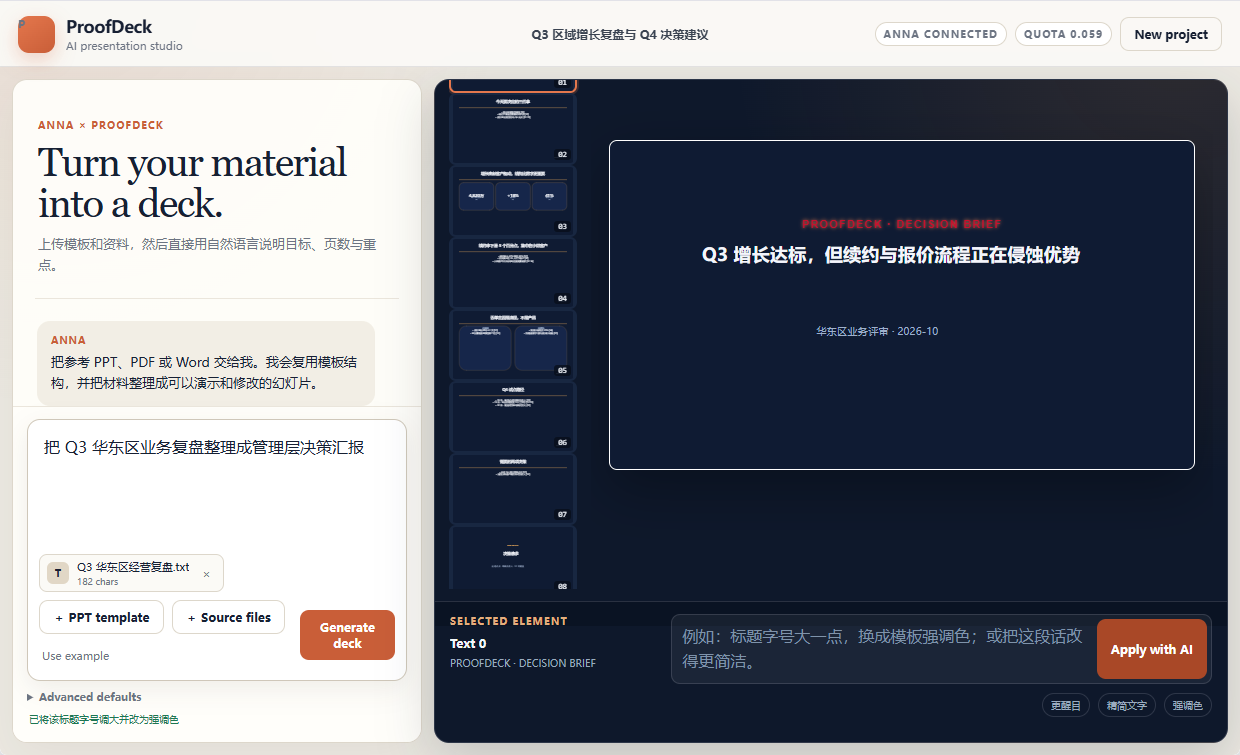 ProofDeck
AI presentation studio
Q3 区域增长复盘与 Q4 决策建议
ANNA CONNECTED
QUOTA 0.059
New project
ANNA × PROOFDECK
Turn your material
into a deck.
上传模板和资料，然后直接用自然语言说明目标、页数与重
点。
ANNA
把参考 PPT、PDF 或 Word 交给我。我会复用模板结
构，并把材料整理成可以演示和修改的幻灯片。
把 Q3 华东区业务复盘整理成管理层决策汇报
T
Q3 华东区经营复盘.txt
182 chars
×
+ PPT template
+ Source files
Generate
deck
Use example
▶ Advanced defaults
已将该标题字号调大并改为强调色
01
02
03
04
05
06
07
08
PROOFDECK · DECISION BRIEF
Q3 增长达标，但续约与报价流程正在侵蚀优势
华东区业务评审 · 2026-10
SELECTED ELEMENT
Text 0
PROOFDECK · DECISION BRIEF
例如：标题字号大一点，换成模板强调色；或把这段话改
得更简洁。
Apply with AI
更醒目
精简文字
强调色